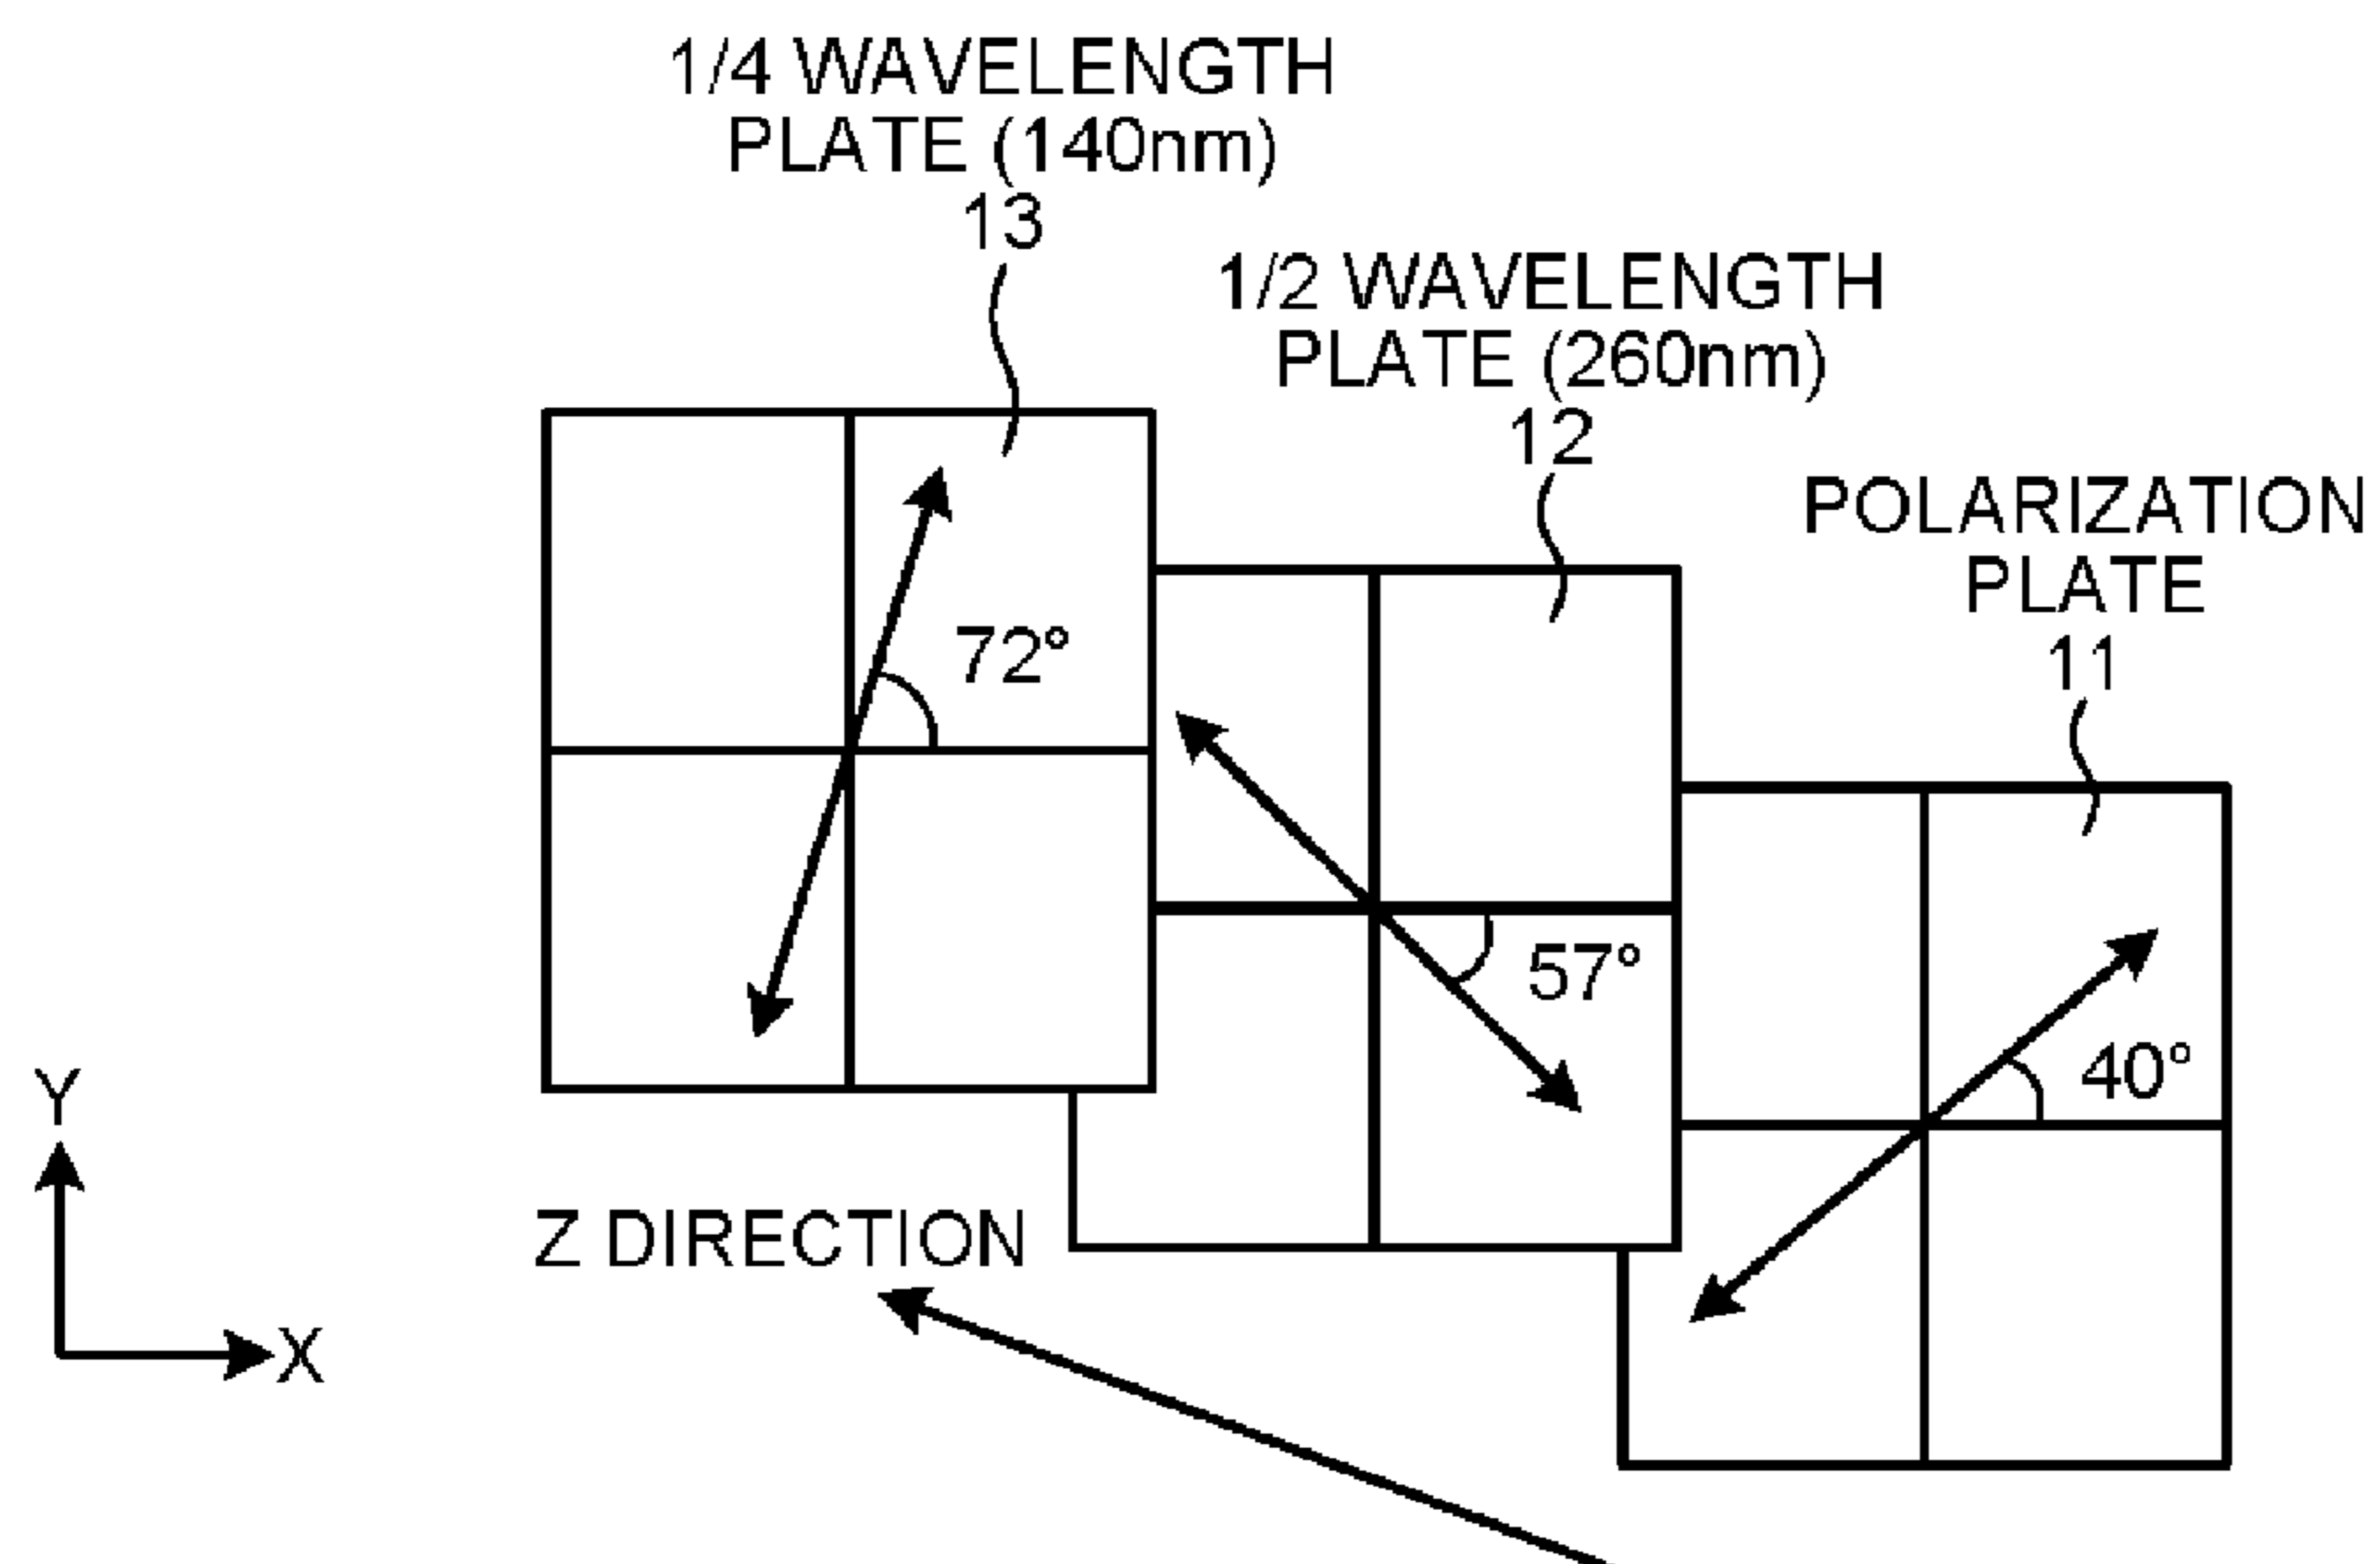 1/4 WAVELENGTH
PLATE (140nm)
13
1/2 WAVELENGTH
PLATE (260nm)
12
POLARIZATION
PLATE
11
72°
57°
40°
Y
X
Z DIRECTION